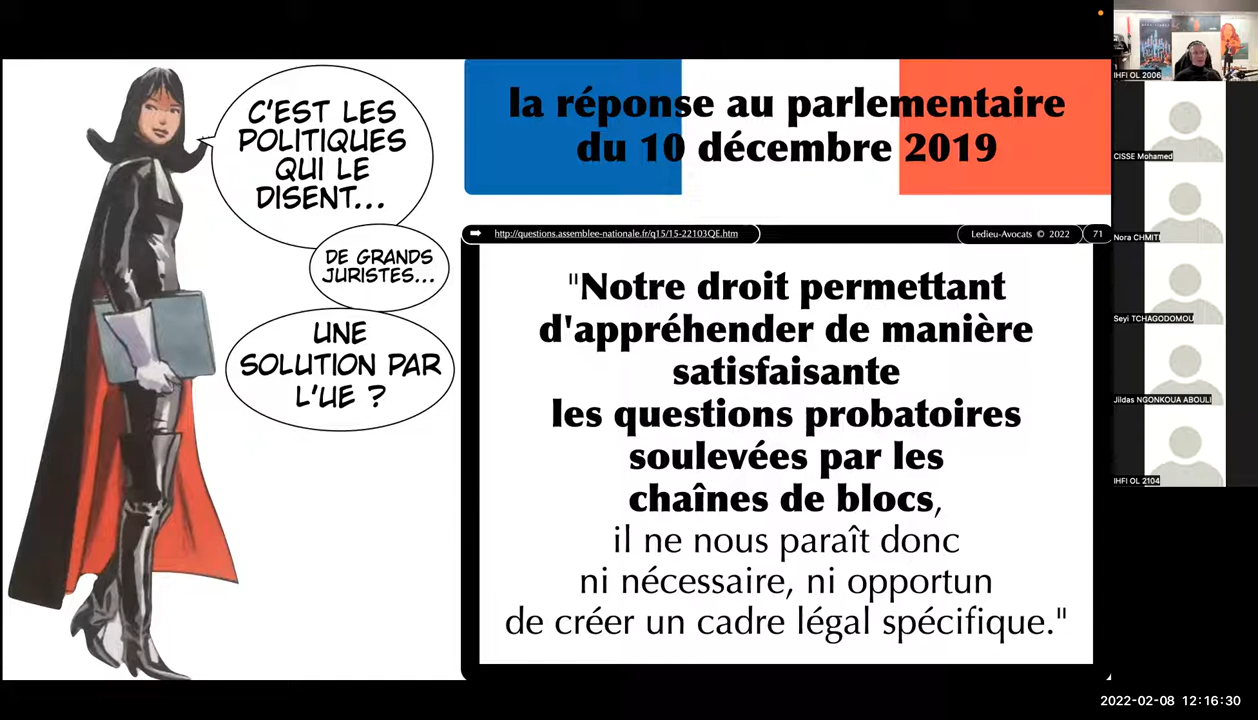 C'EST LES
POLITIQUES
QUI LE
DISENT...
DE GRANDS
JURISTES...
UNE
SOLUTION PAR
L'UE ?
la réponse au parlementaire
du 10 décembre 2019
http://questions.assemblee-nationale.fr/q15/15-22103QE.htm
Ledieu-Avocats © 2022
71
"Notre droit permettant
d'appréhender de manière
satisfaisante
les questions probatoires
soulevées par les
chaînes de blocs,
il ne nous paraît donc
ni nécessaire, ni opportun
de créer un cadre légal spécifique."
IHFI OL 2006
CISSE Mohamed
Nora CHMITI
Seyi TCHAGODOMOU
Jildas NGONKOUA ABOULI
IHFI OL 2104
2022-02-08 12:16:30